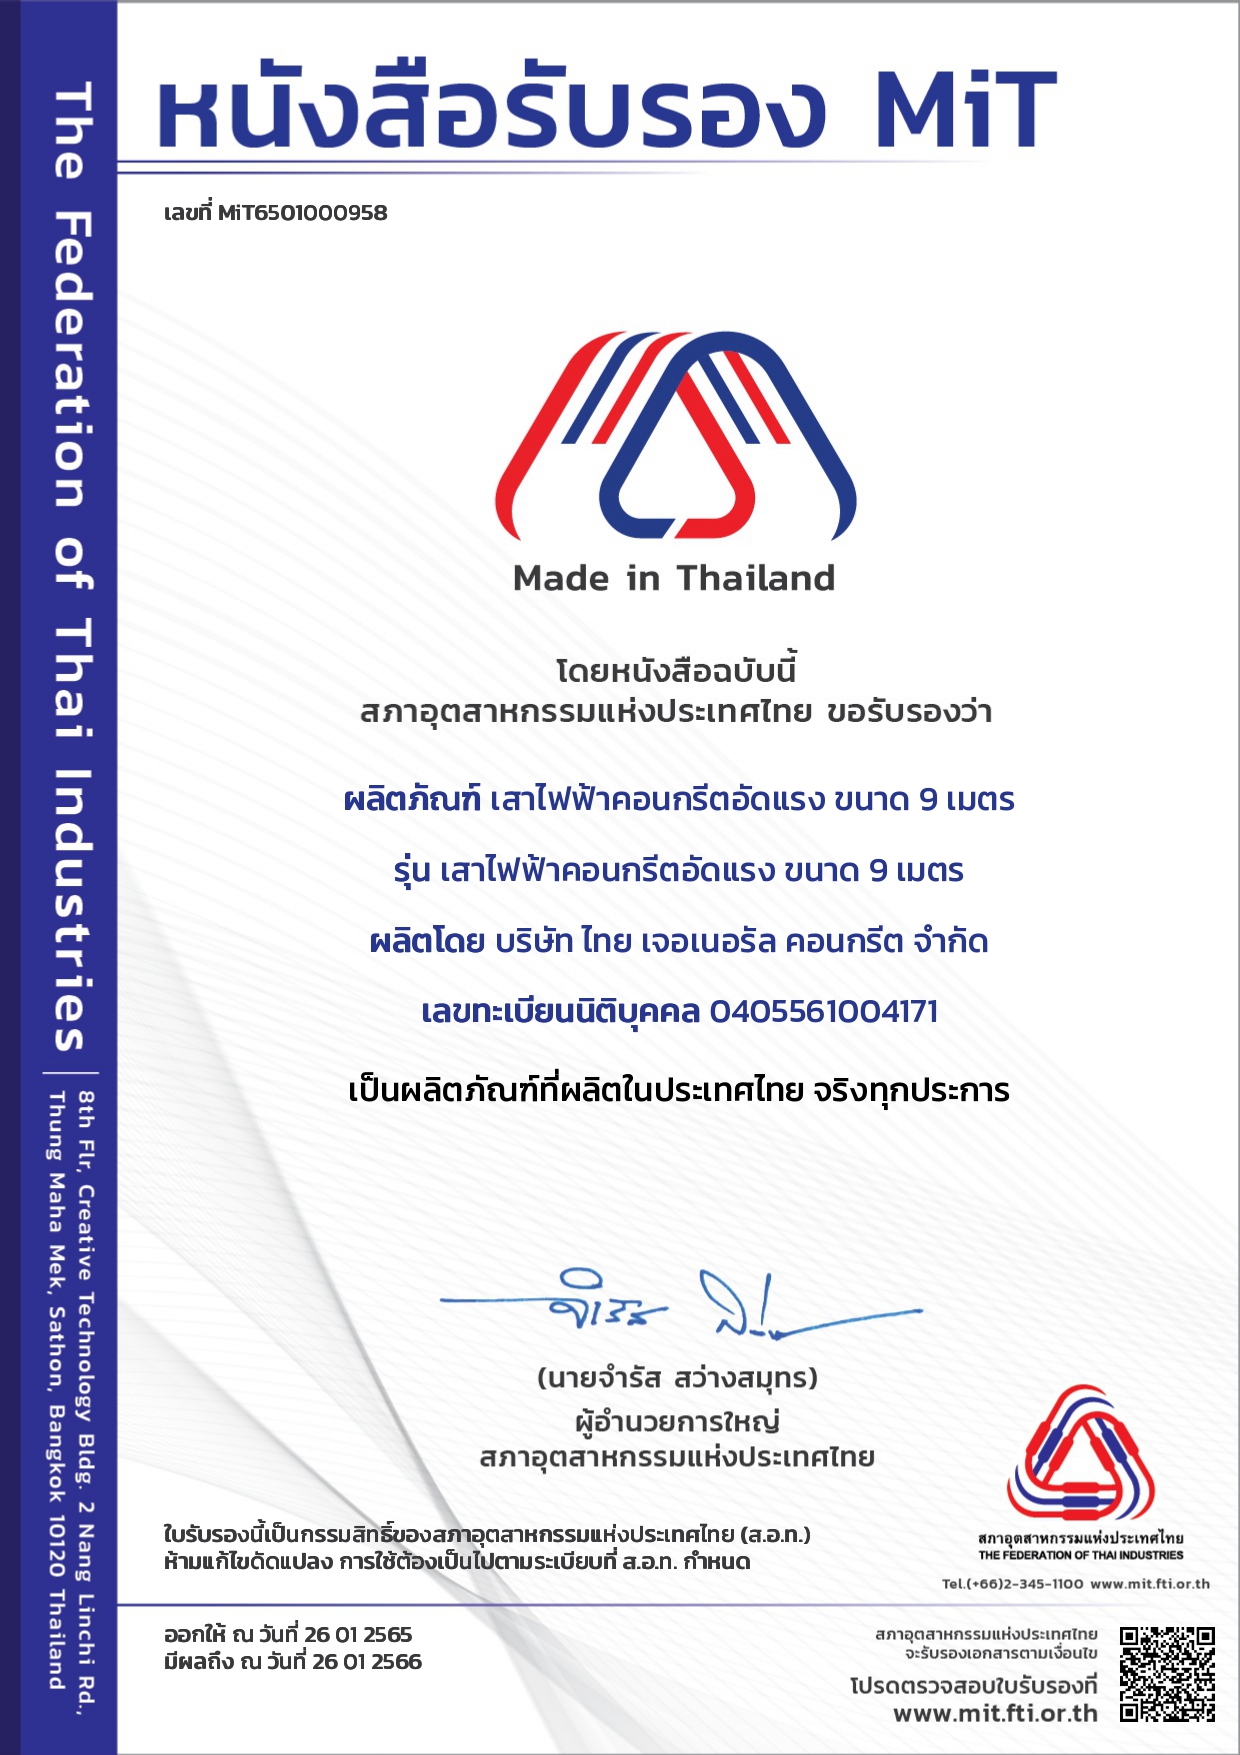 หนังสือรับรอง MiT
เลขที่ MiT6501000958
Made in Thailand
โดยหนังสือฉบับนี้
สภาอุตสาหกรรมแห่งประเทศไทย ขอรับรองว่า
ผลิตภัณฑ์ เสาไฟฟ้าคอนกรีตอัดแรง ขนาด 9 เมตร
รุ่น เสาไฟฟ้าคอนกรีตอัดแรง ขนาด 9 เมตร
ผลิตโดย บริษัท ไทย เจอเนอรัล คอนกรีต จำกัด
เลขทะเบียนนิติบุคคล 0405561004171
เป็นผลิตภัณฑ์ที่ผลิตในประเทศไทย จริงทุกประการ
(นายจำรัส สว่างสมุทร)
ผู้อำนวยการใหญ่
สภาอุตสาหกรรมแห่งประเทศไทย
ใบรับรองนี้เป็นกรรมสิทธิ์ของสภาอุตสาหกรรมแห่งประเทศไทย (ส.อ.ท.)
ห้ามแก้ไขดัดแปลง การใช้ต้องเป็นไปตามระเบียบที่ ส.อ.ท. กำหนด
สภาอุตสาหกรรมแห่งประเทศไทย
THE FEDERATION OF THAI INDUSTRIES
Tel.(+66)2-345-1100 www.mit.fti.or.th
ออกให้ ณ วันที่ 26 01 2565
มีผลถึง ณ วันที่ 26 01 2566
สภาอุตสาหกรรมแห่งประเทศไทย
จะรับรองเอกสารตามเงื่อนไข
โปรดตรวจสอบใบรับรองที่
www.mit.fti.or.th
The Federation of Thai Industries
8th Flr, Creative Technology Bldg. 2 Nang Linchi Rd.,
Thung Maha Mek, Sathon, Bangkok 10120 Thailand